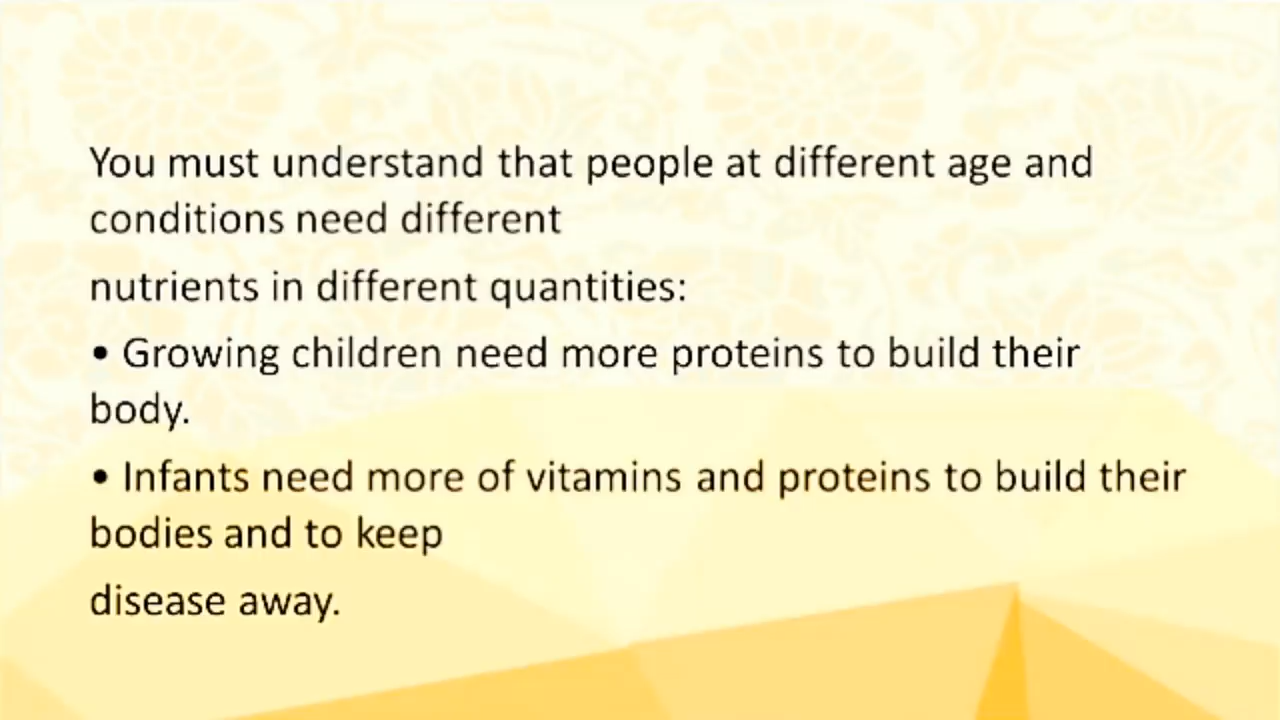 You must understand that people at different age and
conditions need different
nutrients in different quantities:
• Growing children need more proteins to build their
body.
• Infants need more of vitamins and proteins to build their
bodies and to keep
disease away.